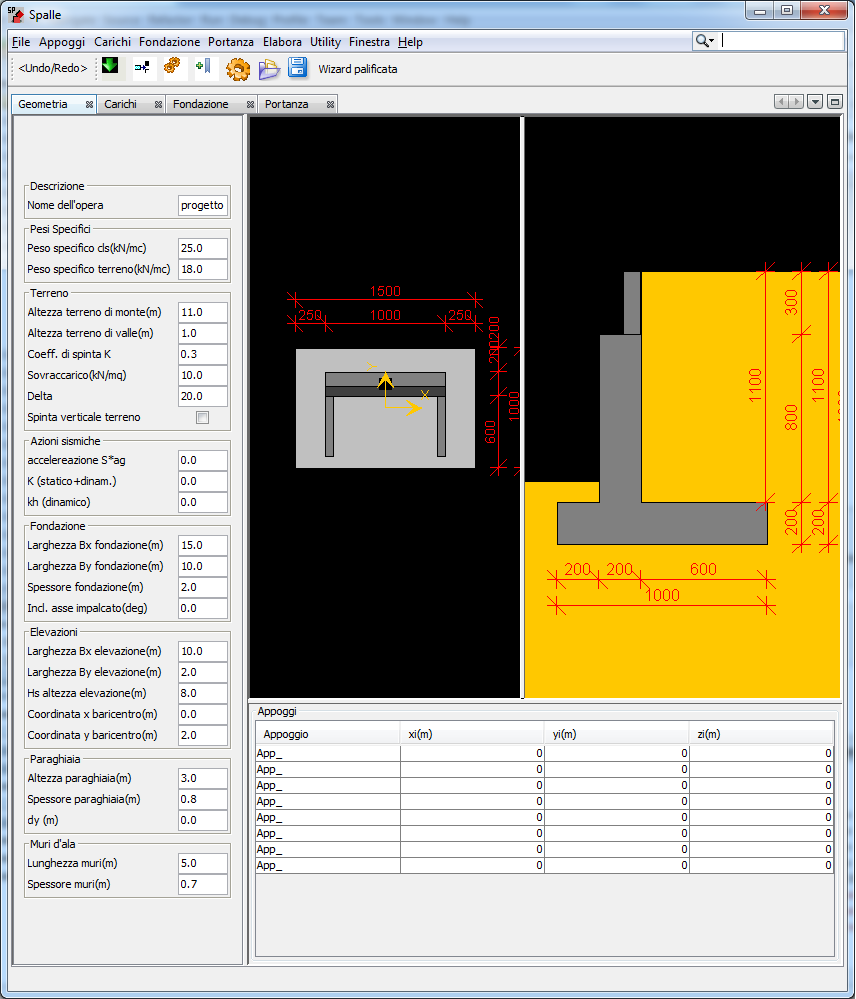 Spalle
File Appoggi Carichi Fondazione Portanza Elabora Utility Finestra Help
<Undo/Redo> Wizard palificata
Geometria Carichi Fondazione Portanza
Descrizione
Nome dell'opera progetto
Pesi Specifici
Peso specifico cls(kN/mc) 25.0
Peso specifico terreno(kN/mc) 18.0
Terreno
Altezza terreno di monte(m) 11.0
Altezza terreno di valle(m) 1.0
Coeff. di spinta K 0.3
Sovraccarico(kN/mq) 10.0
Delta 20.0
Spinta verticale terreno
Azioni sismiche
accelereazione S*ag 0.0
K (statico+dinam.) 0.0
kh (dinamico) 0.0
Fondazione
Larghezza Bx fondazione(m) 15.0
Larghezza By fondazione(m) 10.0
Spessore fondazione(m) 2.0
Incl. asse impalcato(deg) 0.0
Elevazioni
Larghezza Bx elevazione(m) 10.0
Larghezza By elevazione(m) 2.0
Hs altezza elevazione(m) 8.0
Coordinata x baricentro(m) 0.0
Coordinata y baricentro(m) 2.0
Paraghiaia
Altezza paraghiaia(m) 3.0
Spessore paraghiaia(m) 0.8
dy (m) 0.0
Muri d'ala
Lunghezza muri(m) 5.0
Spessore muri(m) 0.7
1500
250 1000 250
200
200
600
1000
X
300
1100
800
1100
200
200
200 200 600
1000
Appoggi
Appoggio xi(m) yi(m) zi(m)
App_ 0 0 0
App_ 0 0 0
App_ 0 0 0
App_ 0 0 0
App_ 0 0 0
App_ 0 0 0
App_ 0 0 0
App_ 0 0 0